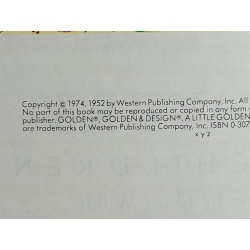 Copyright © 1974, 1952 by Western Publishing Company, Inc. All
No part of this book may be reproduced or copied in any form
publisher. GOLDEN®, GOLDEN & DESIGN®, A LITTLE GOLDEN
are trademarks of Western Publishing Company, Inc. ISBN 0-307
x y z